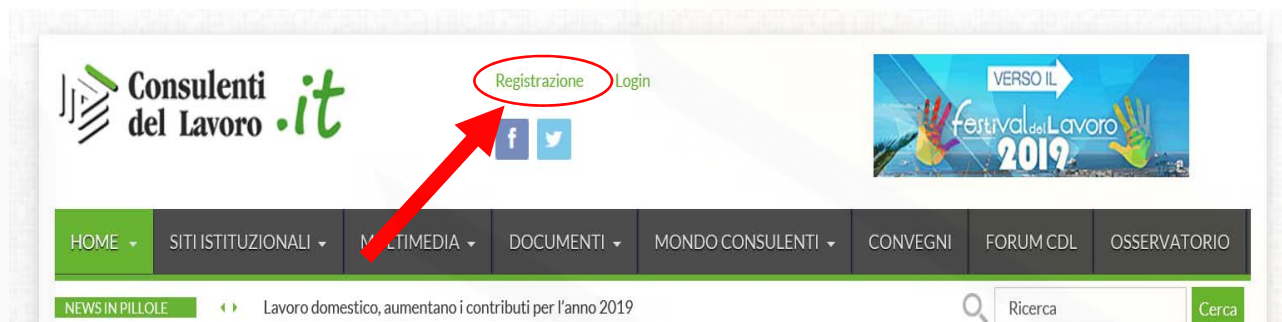 Consulenti
del Lavoro .it
Registrazione Login
f
VERSO IL
festival del Lavoro
2019
HOME SITI ISTITUZIONALI MULTIMEDIA DOCUMENTI MONDO CONSULENTI CONVEGNI FORUM CDL OSSERVATORIO
NEWS IN PILLOLE Lavoro domestico, aumentano i contributi per l'anno 2019 Ricerca Cerca